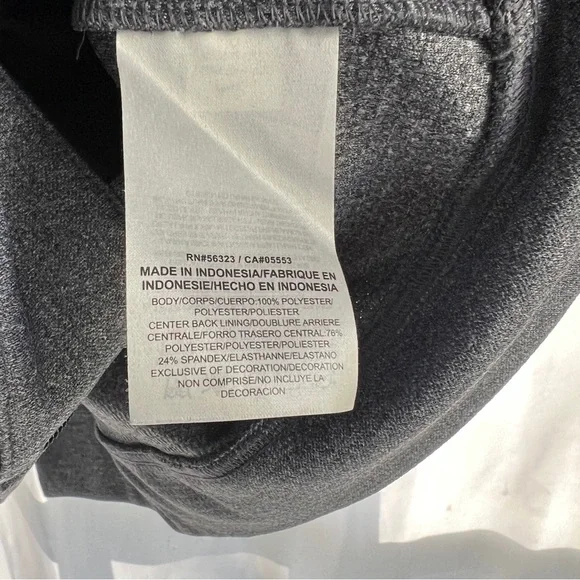 RN#56323 / CA#05553
MADE IN INDONESIA/FABRIQUE EN
INDONESIE/HECHO EN INDONESIA
BODY/CORPS/CUERPO:100% POLYESTER/
POLYESTER/POLIESTER
CENTER BACK LINING/DOUBLURE ARRIERE
CENTRALE/FORRO TRASERO CENTRAL:76%
POLYESTER/POLYESTER/POLIESTER
24% SPANDEX/ELASTHANNE/ELASTANO
EXCLUSIVE OF DECORATION/DECORATION
NON COMPRISE/NO INCLUYE LA
DECORACION